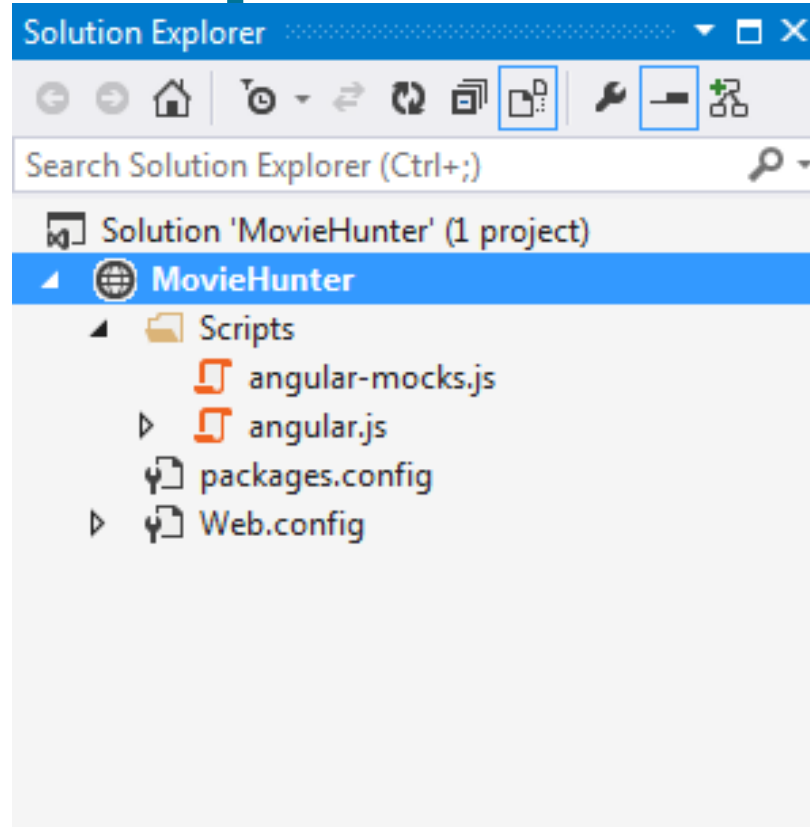 Solution Explorer
Search Solution Explorer (Ctrl+;)
Solution 'MovieHunter' (1 project)
MovieHunter
Scripts
angular-mocks.js
angular.js
packages.config
Web.config